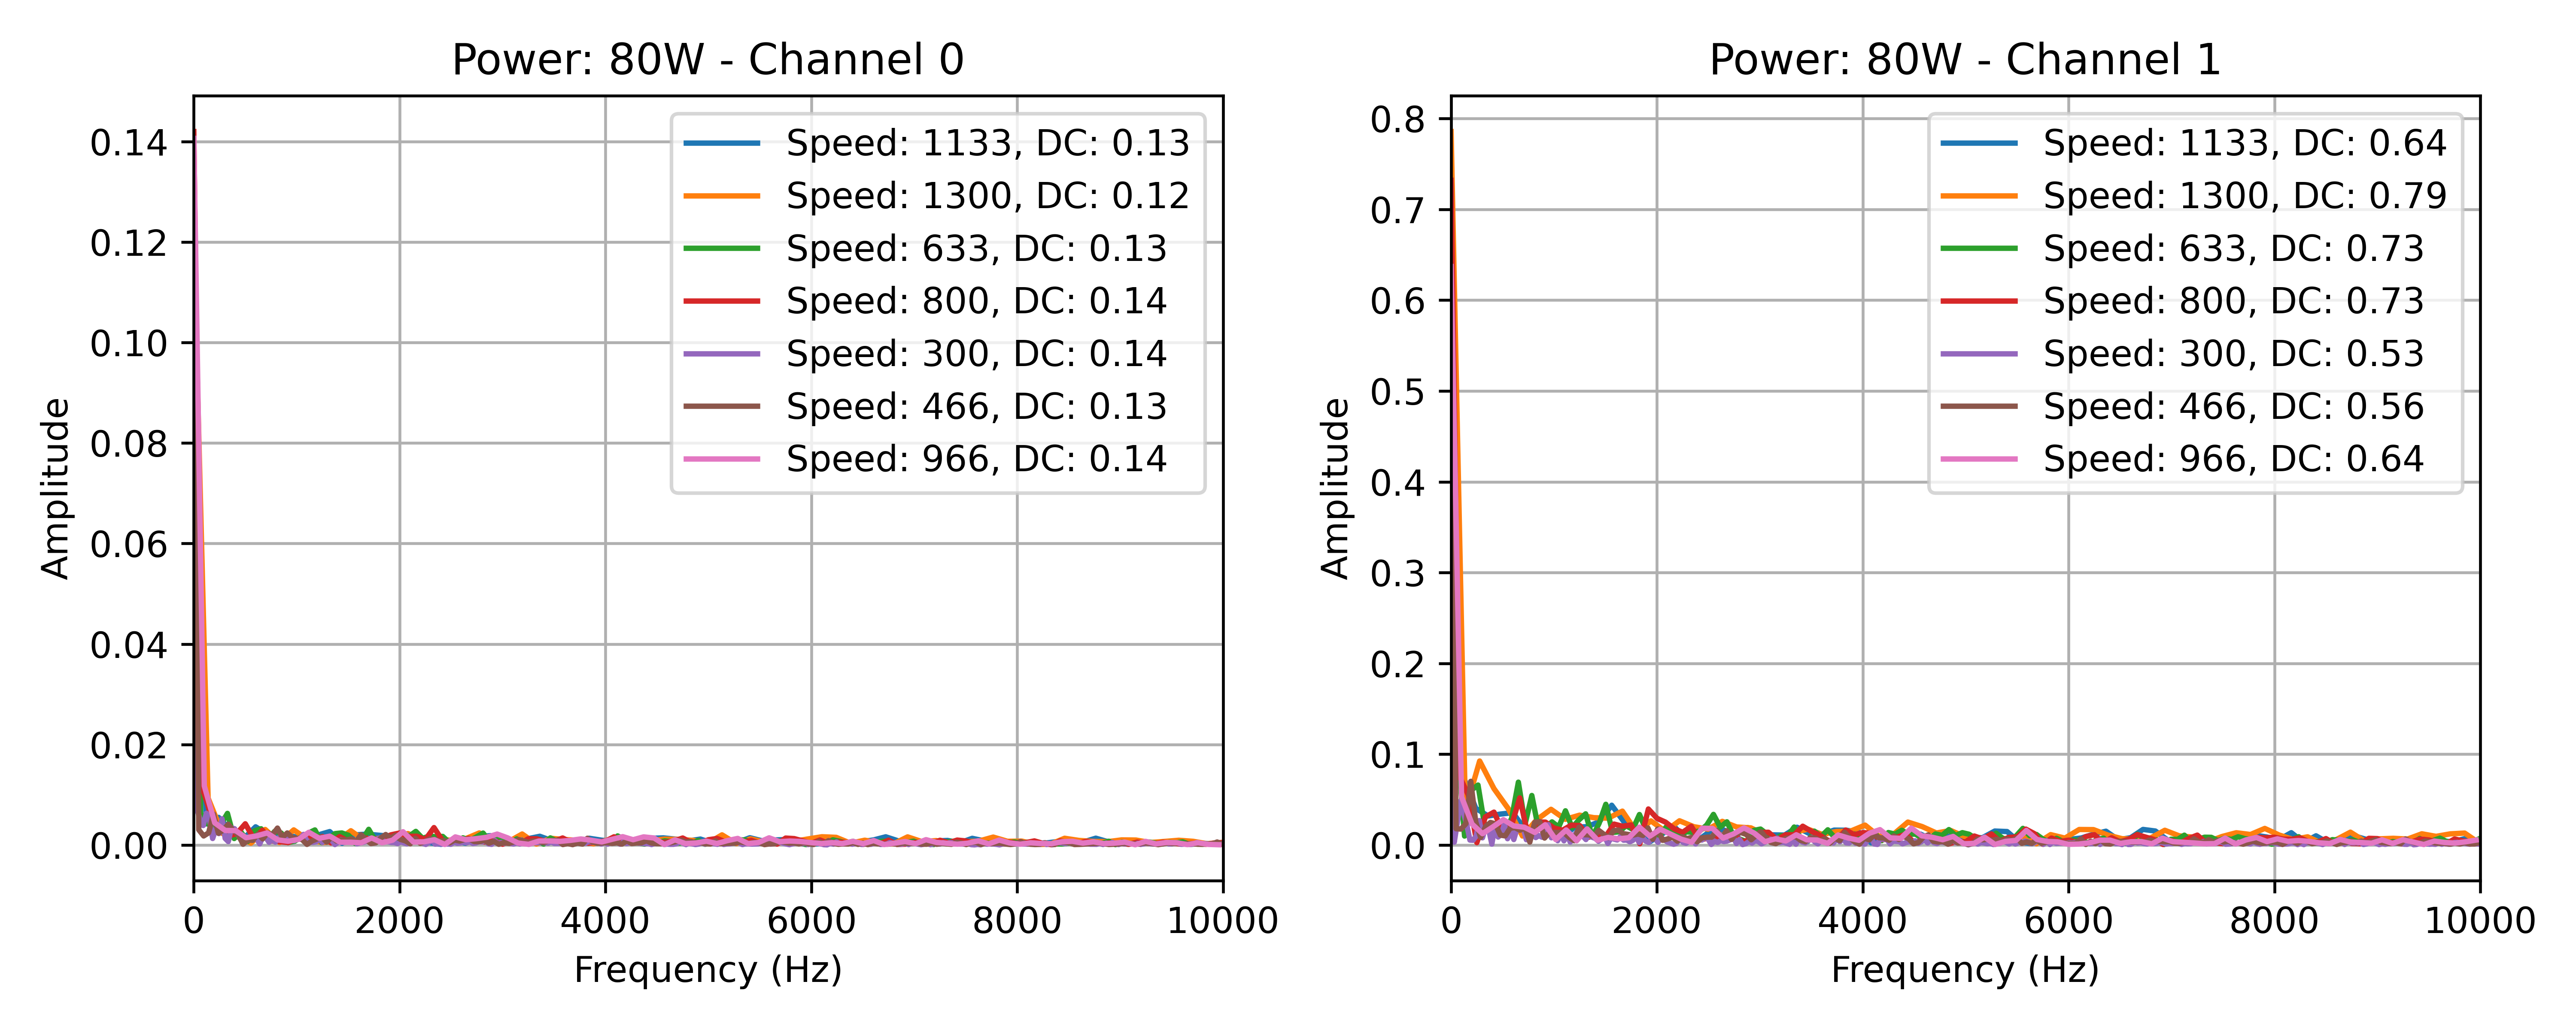 Power: 80W - Channel 0
Amplitude
0.14
0.12
0.10
0.08
0.06
0.04
0.02
0.00
Speed: 1133, DC: 0.13
Speed: 1300, DC: 0.12
Speed: 633, DC: 0.13
Speed: 800, DC: 0.14
Speed: 300, DC: 0.14
Speed: 466, DC: 0.13
Speed: 966, DC: 0.14
0 2000 4000 6000 8000 10000
Frequency (Hz)
Power: 80W - Channel 1
Amplitude
0.8
0.7
0.6
0.5
0.4
0.3
0.2
0.1
0.0
Speed: 1133, DC: 0.64
Speed: 1300, DC: 0.79
Speed: 633, DC: 0.73
Speed: 800, DC: 0.73
Speed: 300, DC: 0.53
Speed: 466, DC: 0.56
Speed: 966, DC: 0.64
0 2000 4000 6000 8000 10000
Frequency (Hz)